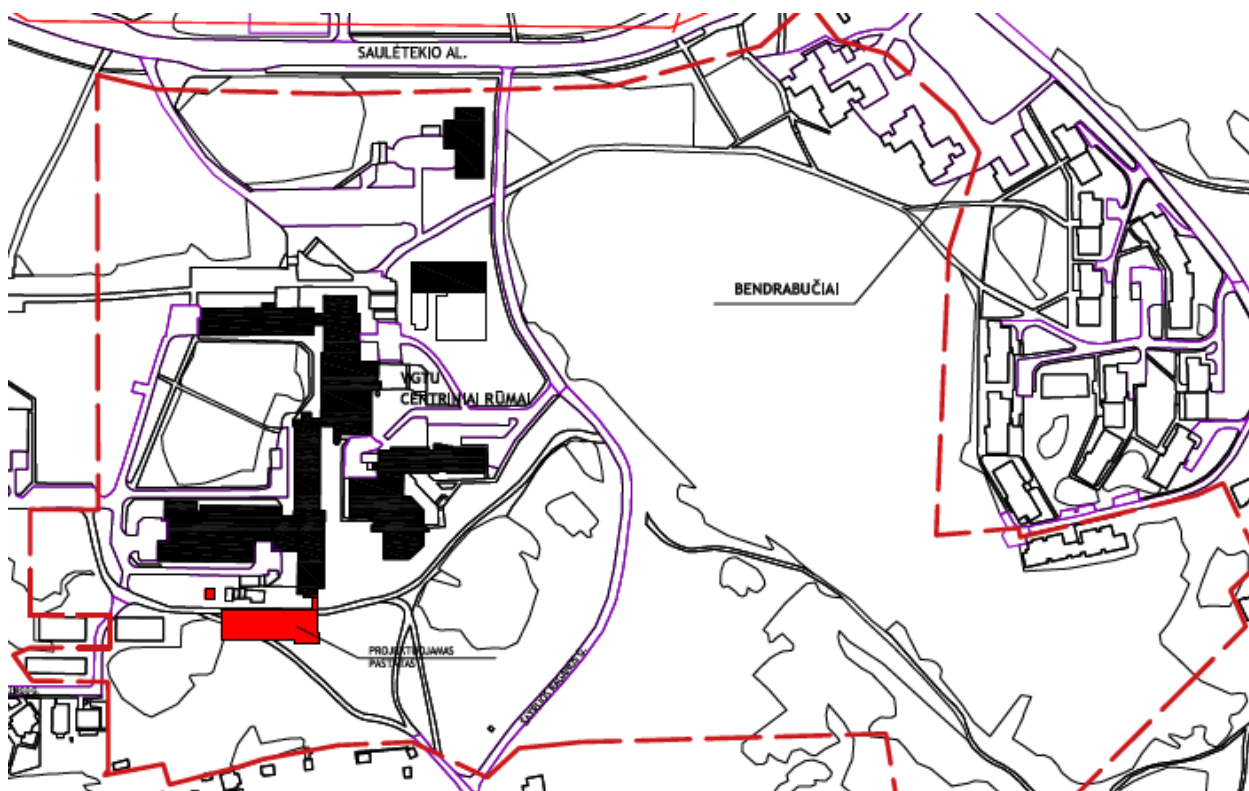 SAULĖTEKIO AL.
BENDRABUČIAI
VGTU
CENTRINIAI RŪMAI
PROJEKTUOJAMAS
PASTATAS